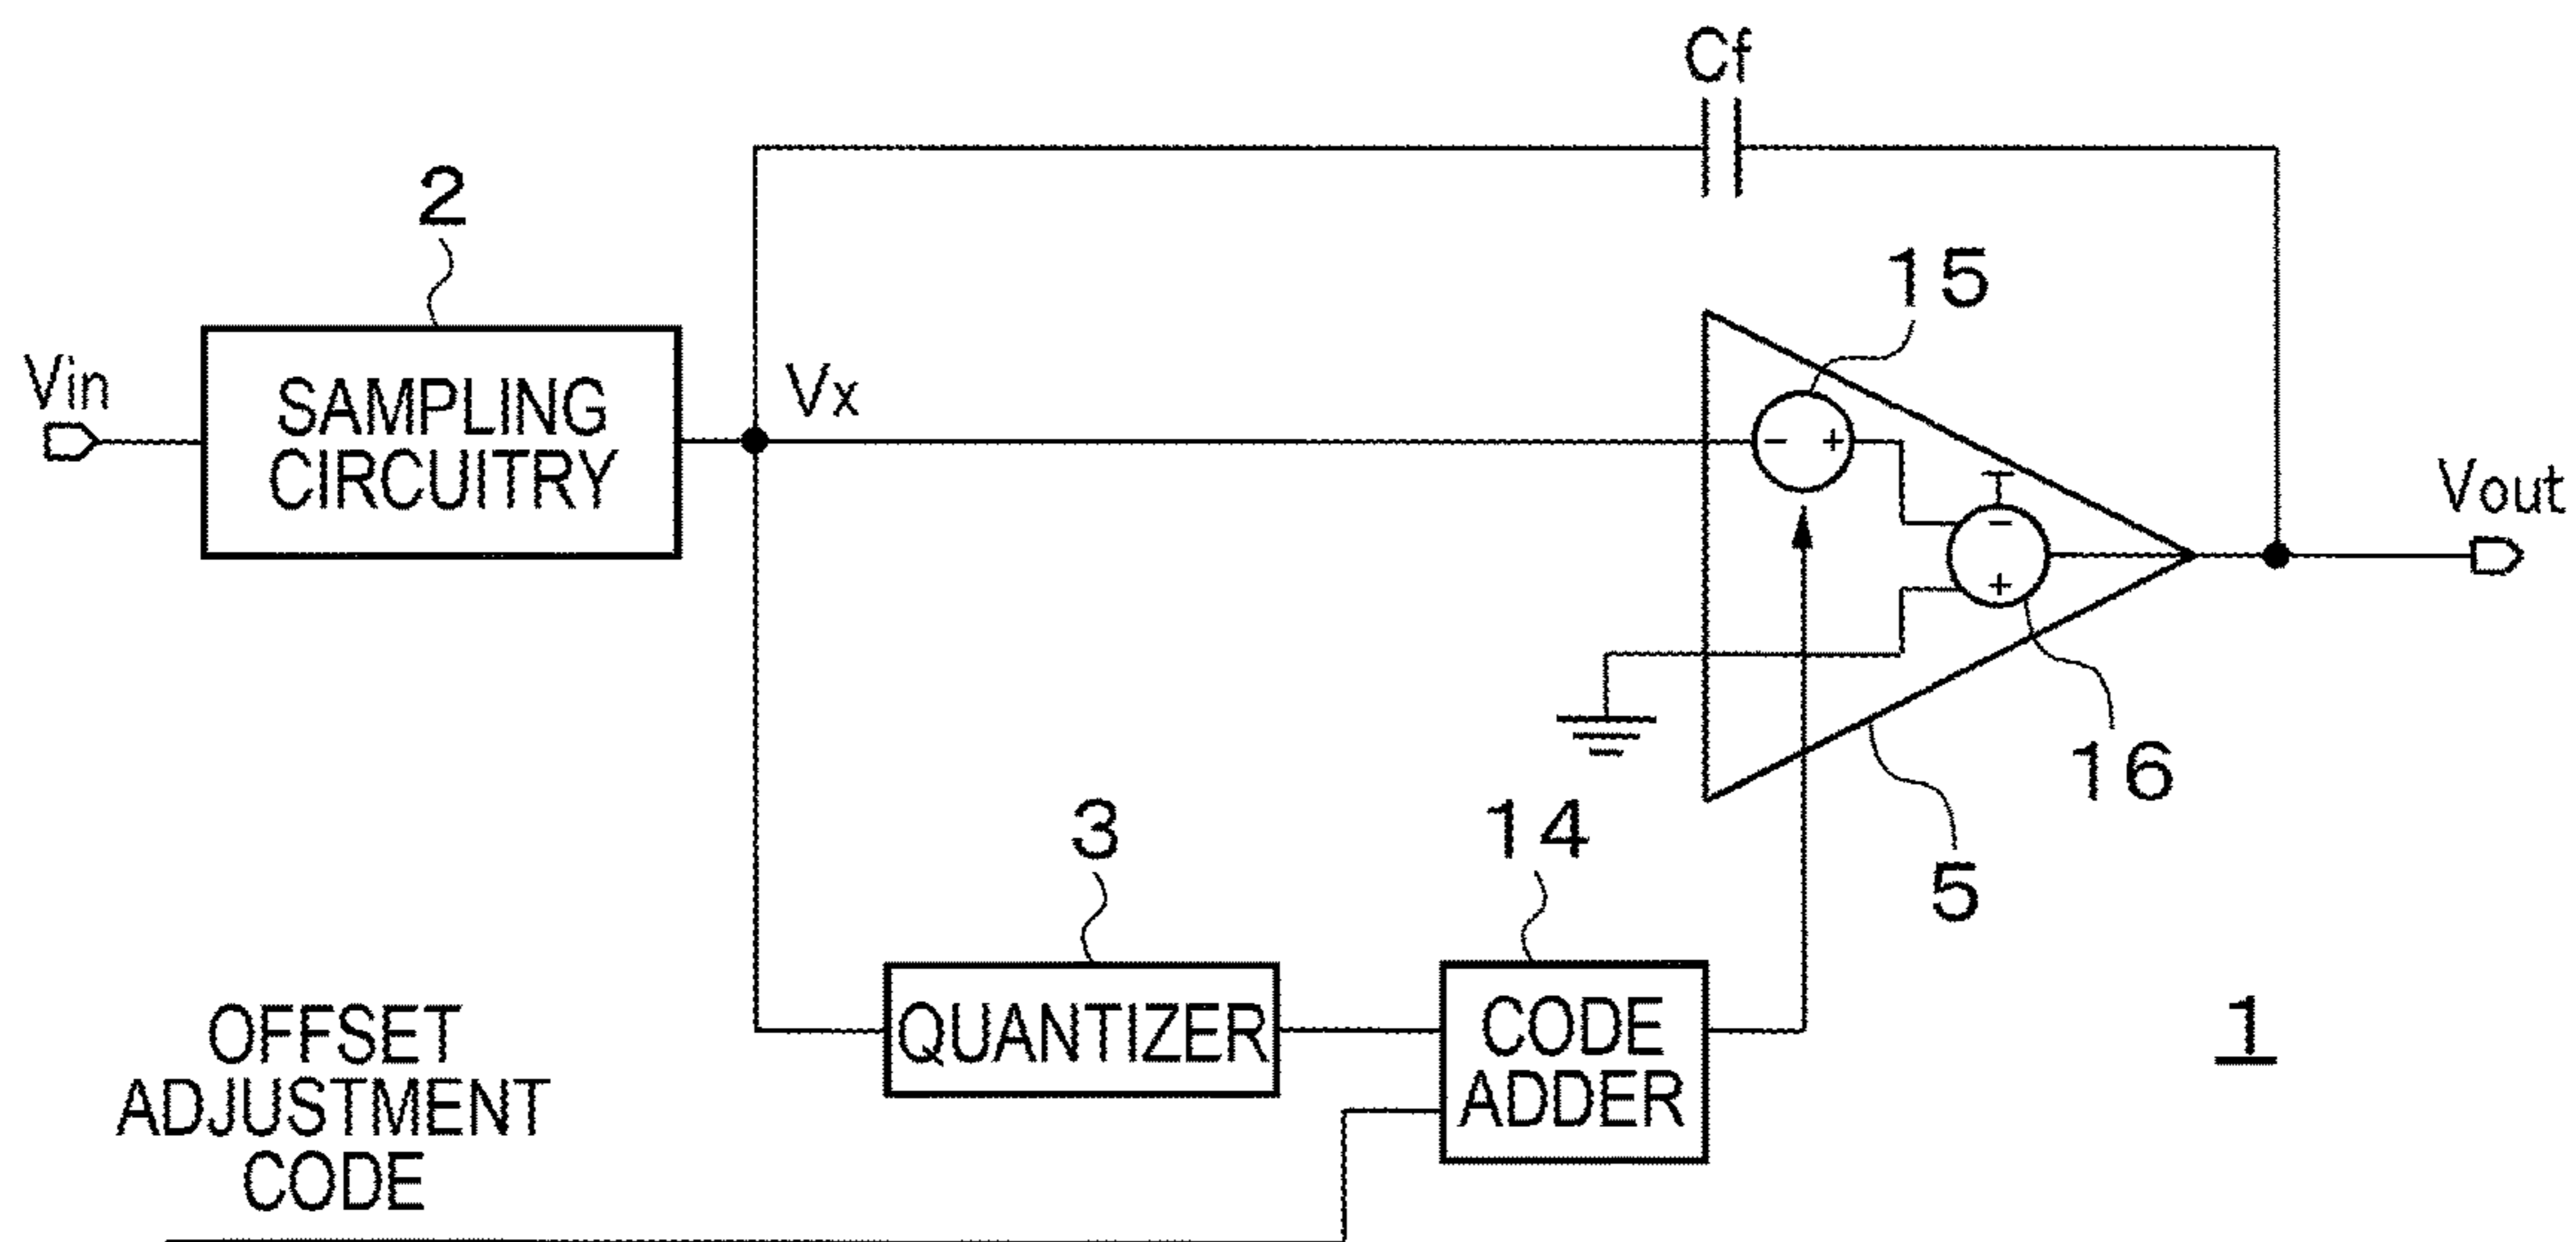 Cf
2
15
Vin
SAMPLING
CIRCUITRY
Vx
Vout
16
3
14
5
QUANTIZER
CODE
ADDER
1
OFFSET
ADJUSTMENT
CODE